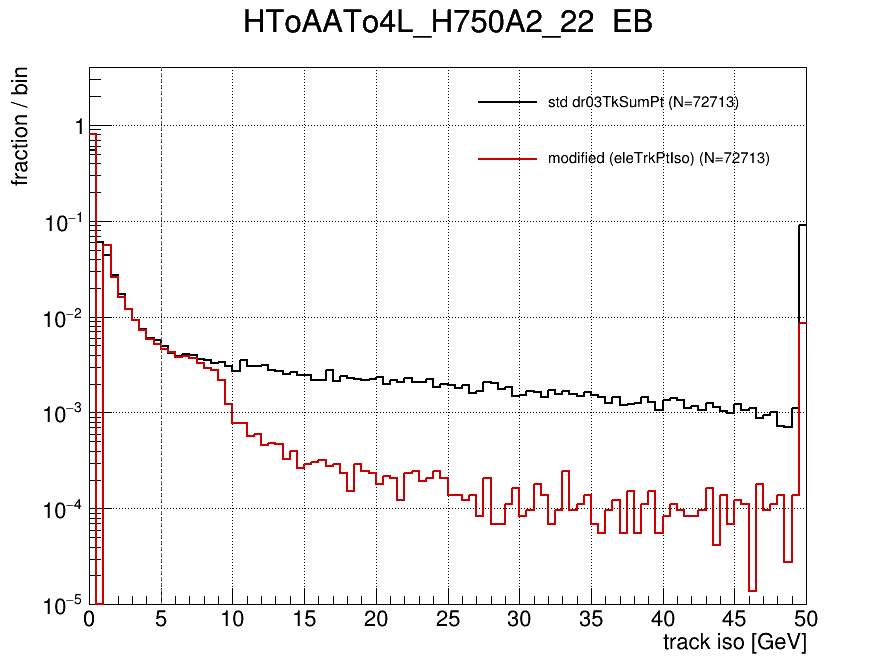 HToAATo4L_H750A2_22 EB
fraction / bin
std dr03TkSumPt (N=72713)
modified (eleTrkPtIso) (N=72713)
1
10−1
10−2
10−3
10−4
10−5
0 5 10 15 20 25 30 35 40 45 50
track iso [GeV]